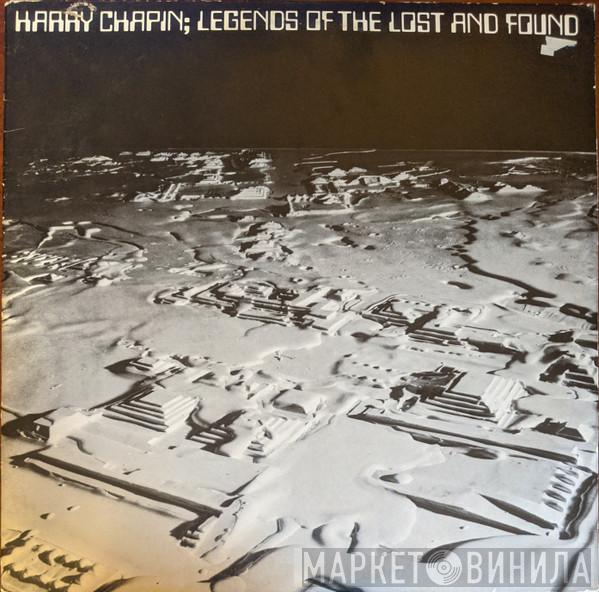 HARRY CHAPIN; LEGENDS OF THE LOST AND FOUND
МАРКЕТ ВИНИЛА